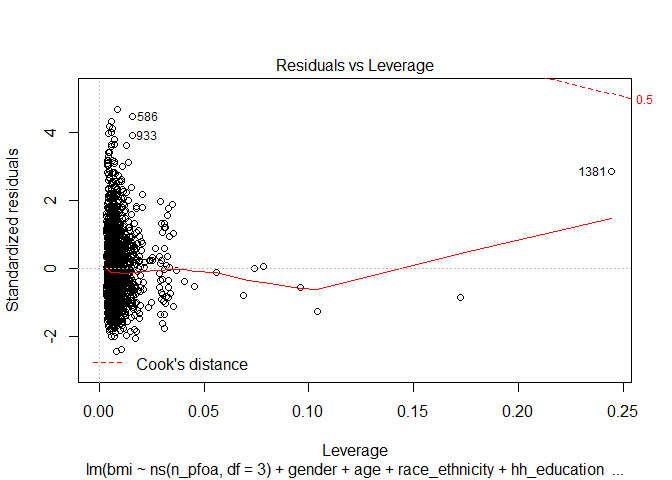 Residuals vs Leverage
0.5
586
933
1381
4
2
0
-2
Standardized residuals
Cook's distance
0.00 0.05 0.10 0.15 0.20 0.25
Leverage
lm(bmi ~ ns(n_pfoa, df = 3) + gender + age + race_ethnicity + hh_education ...